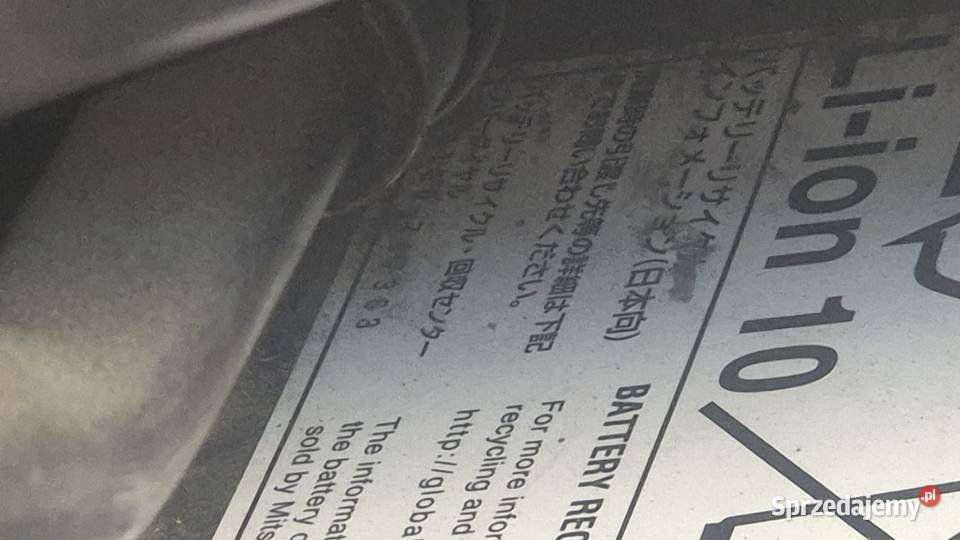 Li-ion 10
バッテリーリサイク
インフォメーション(日本向)
の引渡し先等の詳細は下記
問い合わせください。
バッテリーリサイクル・回収センター
BATTERY REC
For more infor
recycling and
http://globa
The informat
the battery c
sold by Mits
Sprzedajemy.pl